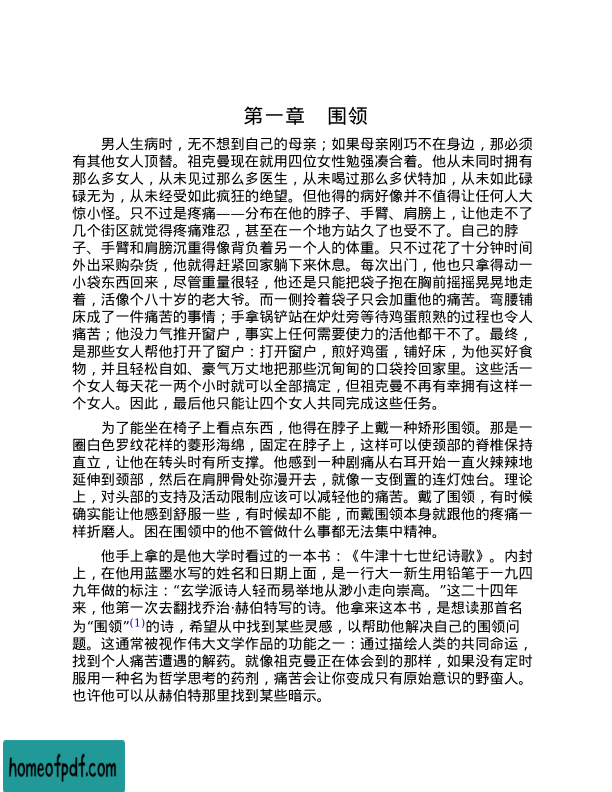 第一章　围领
男人生病时，无不想到自己的母亲；如果母亲刚巧不在身边，那必须
有其他女人顶替。祖克曼现在就用四位女性勉强凑合着。他从未同时拥有
那么多女人，从未见过那么多医生，从未喝过那么多伏特加，从未如此碌
碌无为，从未经受如此疯狂的绝望。但他得的病好像并不值得让任何人大
惊小怪。只不过是疼痛——分布在他的脖子、手臂、肩膀上，让他走不了
几个街区就觉得疼痛难忍，甚至在一个地方站久了也受不了。自己的脖
子、手臂和肩膀沉重得像背负着另一个人的体重。只不过花了十分钟时间
外出采购杂货，他就得赶紧回家躺下来休息。每次出门，他也只拿得动一
小袋东西回来，尽管重量很轻，他还是只能把袋子抱在胸前摇摇晃晃地走
着，活像个八十岁的老大爷。而一侧拎着袋子只会加重他的痛苦。弯腰铺
床成了一件痛苦的事情；手拿锅铲站在炉灶旁等待鸡蛋煎熟的过程也令人
痛苦；他没力气推开窗户，事实上任何需要使力的活他都干不了。最终，
是那些女人帮他打开了窗户：打开窗户，煎好鸡蛋，铺好床，为他买好食
物，并且轻松自如、豪气万丈地把那些沉甸甸的口袋拎回家里。这些活一
个女人每天花一两个小时就可以全部搞定，但祖克曼不再有幸拥有这样一
个女人。因此，最后他只能让四个女人共同完成这些任务。
为了能坐在椅子上看点东西，他得在脖子上戴一种矫形围领。那是一
圈白色罗纹花样的菱形海绵，固定在脖子上，这样可以使颈部的脊椎保持
直立，让他在转头时有所支撑。他感到一种剧痛从右耳开始一直火辣辣地
延伸到颈部，然后在肩胛骨处弥漫开去，就像一支倒置的连灯烛台。理论
上，对头部的支持及活动限制应该可以减轻他的痛苦。戴了围领，有时候
确实能让他感到舒服一些，有时候却不能，而戴围领本身就跟他的疼痛一
样折磨人。困在围领中的他不管做什么事都无法集中精神。
他手上拿的是他大学时看过的一本书：《牛津十七世纪诗歌》。内封
上，在他用蓝墨水写的姓名和日期上面，是一行大一新生用铅笔于一九四
九年做的标注：“玄学派诗人轻而易举地从渺小走向崇高。”这二十四年
来，他第一次去翻找乔治·赫伯特写的诗。他拿来这本书，是想读那首名
为“围领”(1)的诗，希望从中找到某些灵感，以帮助他解决自己的围领问
题。这通常被视作伟大文学作品的功能之一：通过描绘人类的共同命运，
找到个人痛苦遭遇的解药。就像祖克曼正在体会到的那样，如果没有定时
服用一种名为哲学思考的药剂，痛苦会让你变成只有原始意识的野蛮人。
也许他可以从赫伯特那里找到某些暗示。
homeofpdf.com